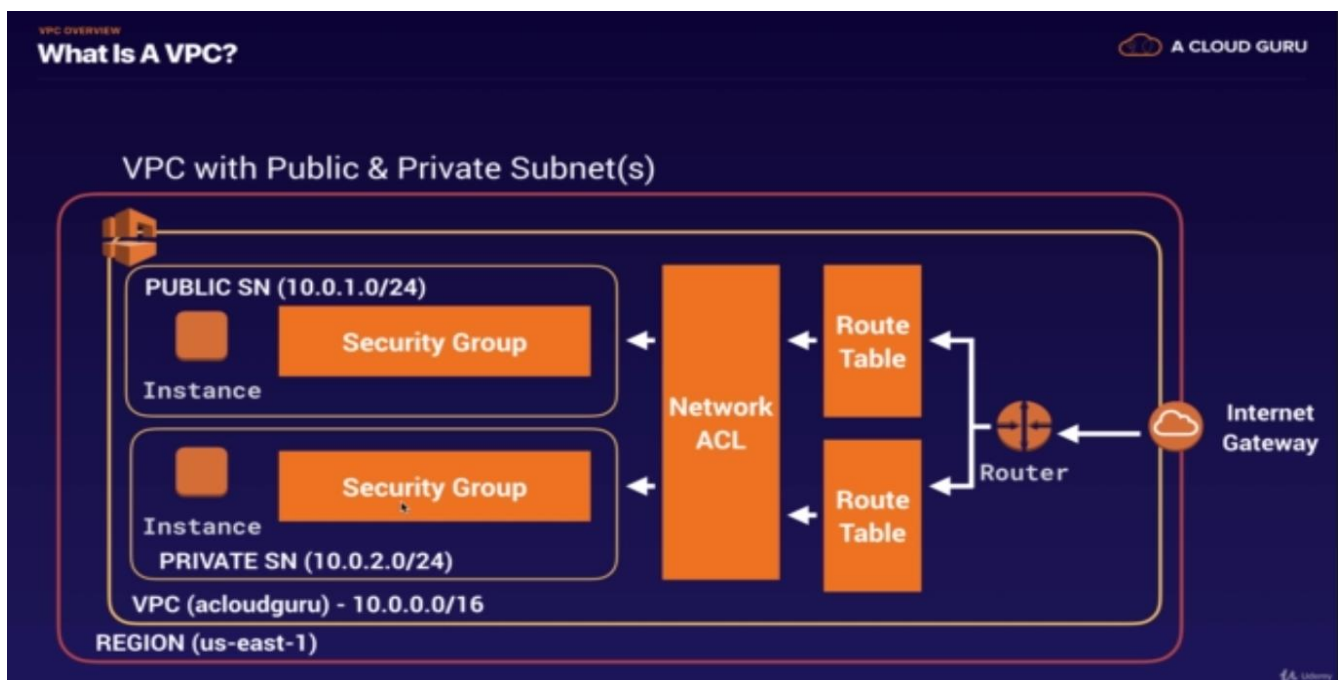 VPC OVERVIEW
What Is A VPC?
A CLOUD GURU
VPC with Public & Private Subnet(s)
PUBLIC SN (10.0.1.0/24)
Security Group
Instance
Security Group
Instance
PRIVATE SN (10.0.2.0/24)
VPC (acloudguru) - 10.0.0.0/16
REGION (us-east-1)
Network
ACL
Route
Table
Route
Table
Router
Internet
Gateway
Udemy